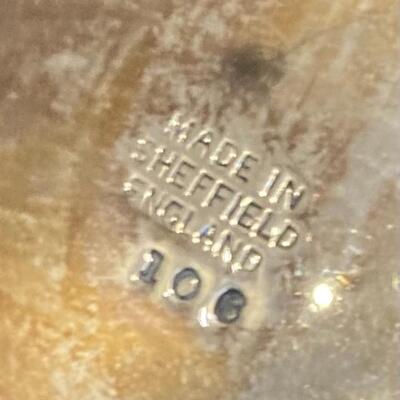 MADE IN
SHEFFIELD
ENGLAND
106